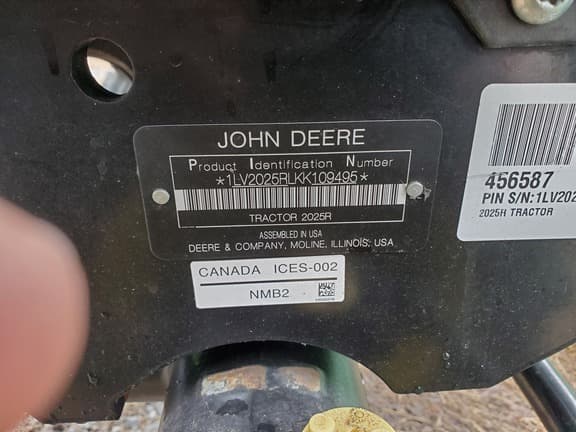 JOHN DEERE
Product Identification Number
*1LV2025RLKK109495*
TRACTOR 2025R
ASSEMBLED IN USA
DEERE & COMPANY, MOLINE, ILLINOIS, USA
CANADA ICES-002
NMB2
456587
PIN S/N:1LV202
2025R TRACTOR